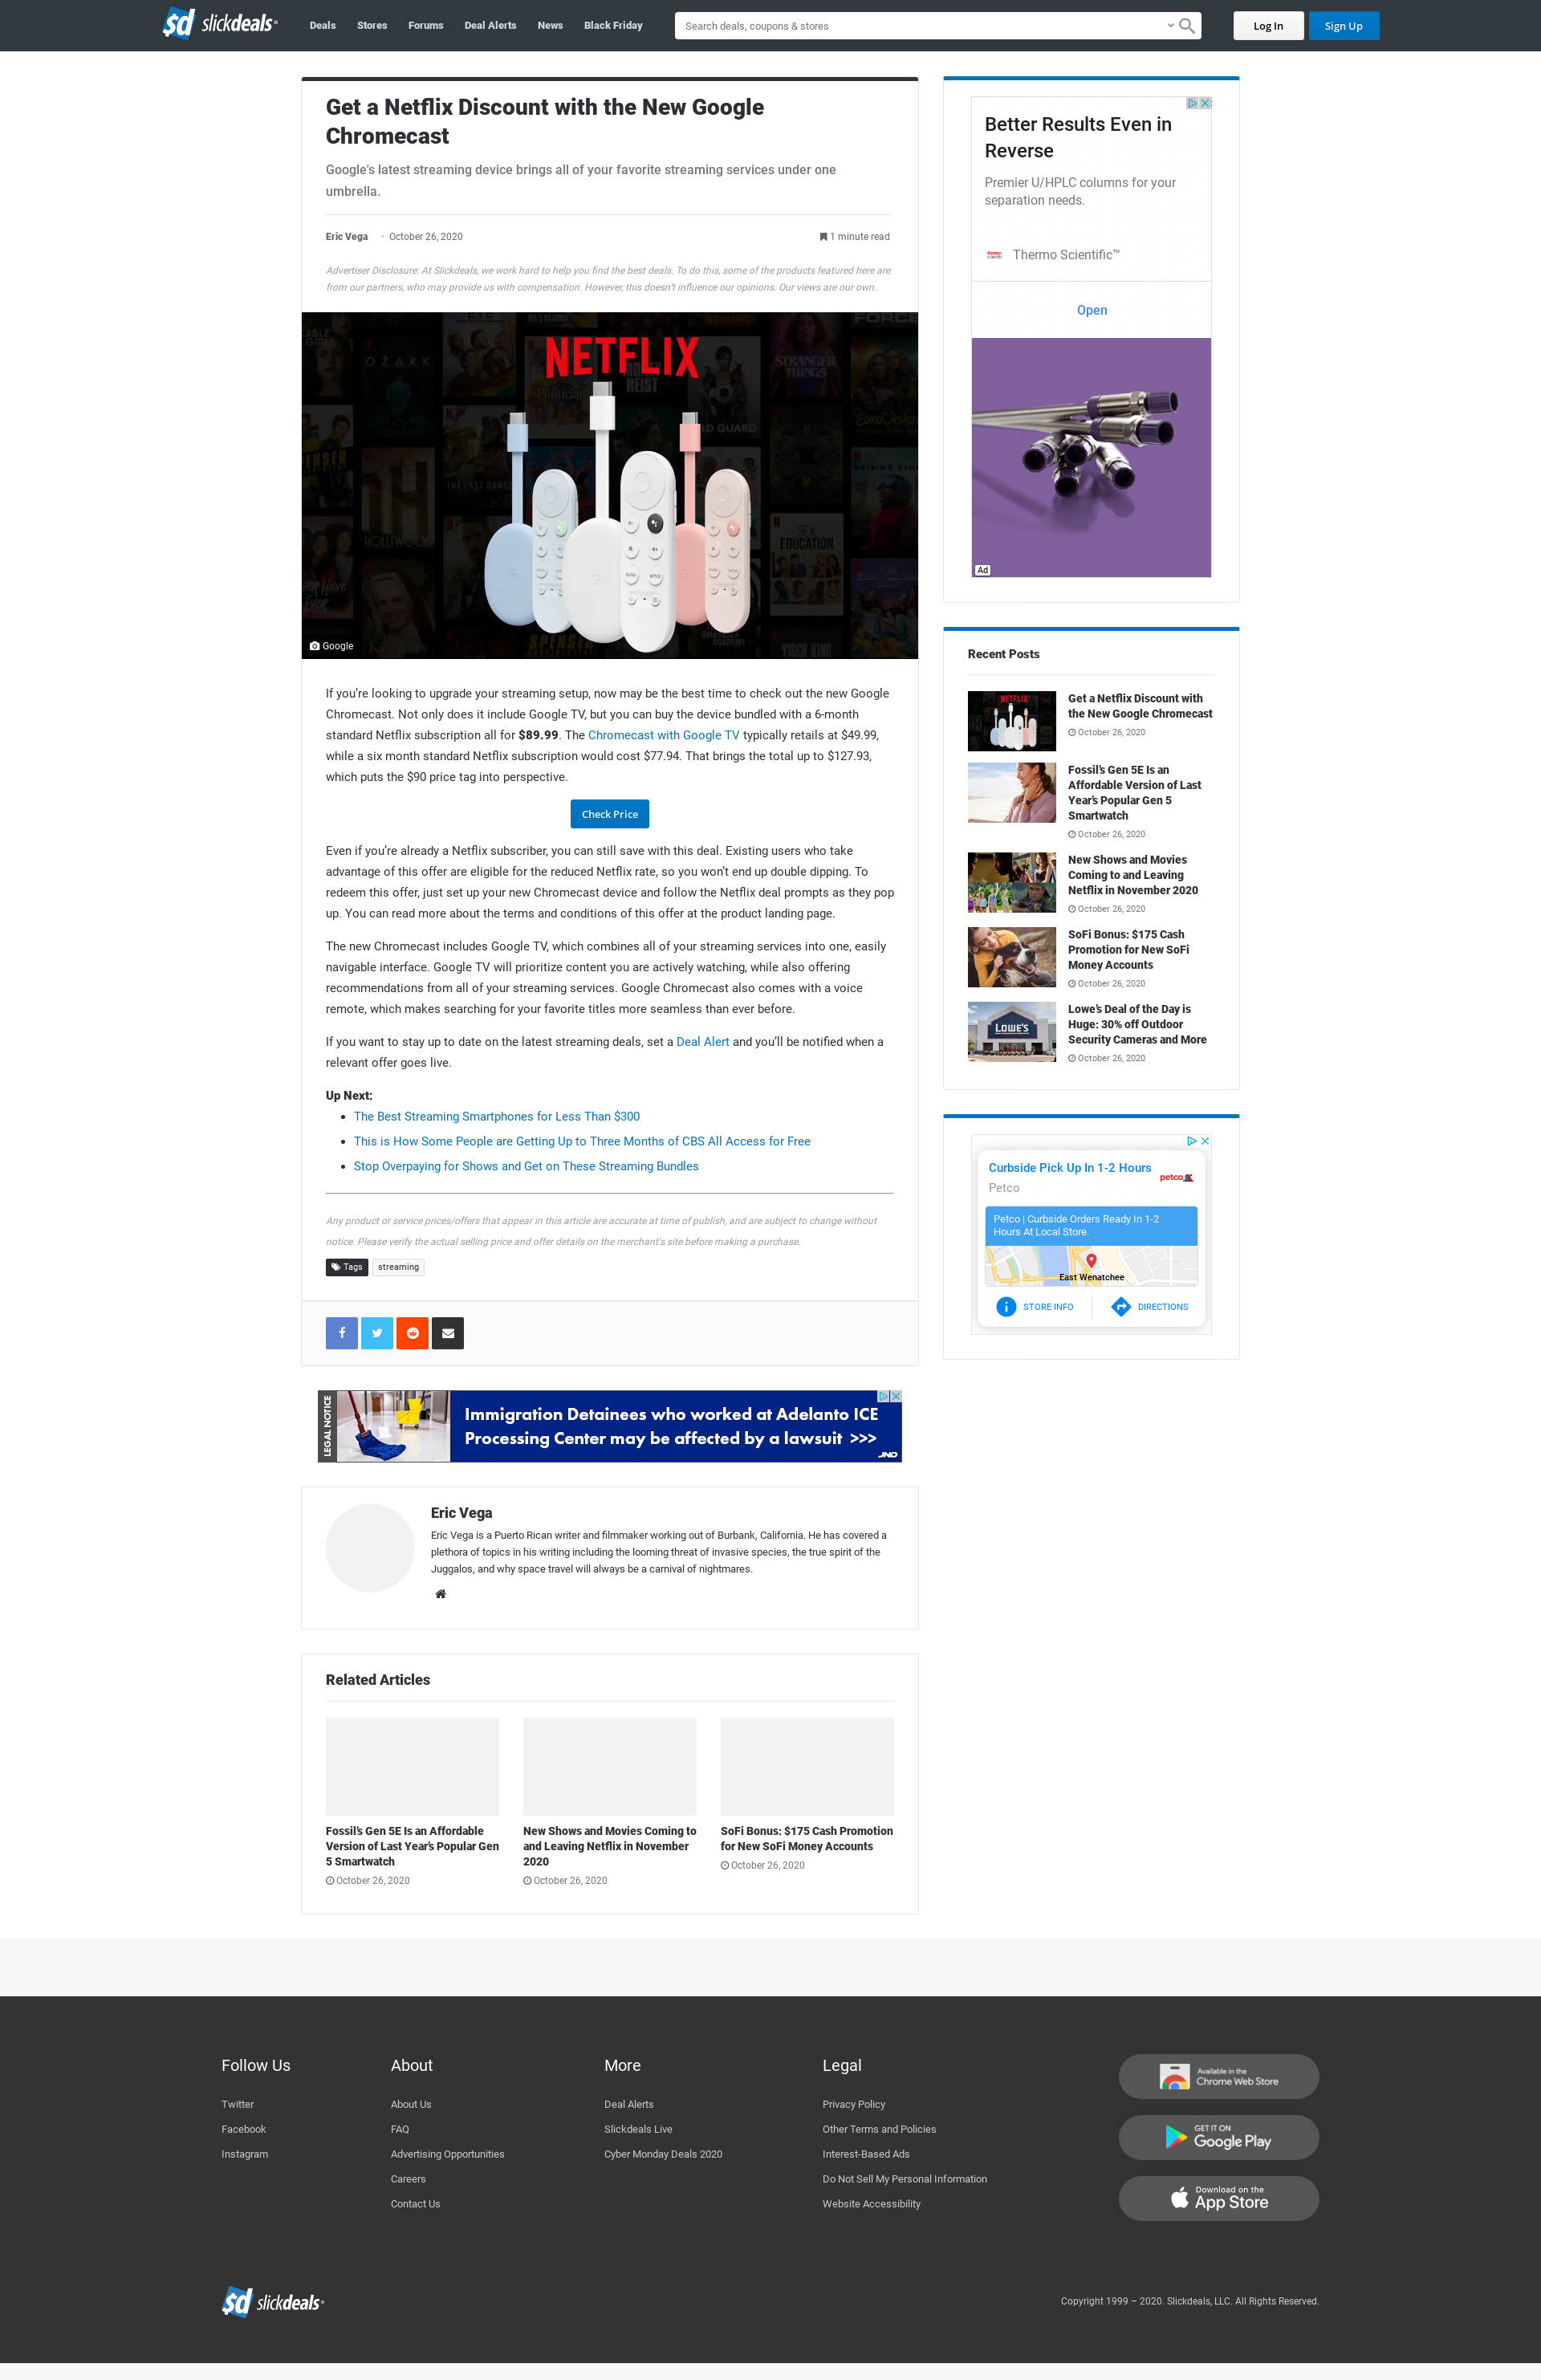 sd slickdeals
Deals
Stores
Forums
Deal Alerts
News
Black Friday
Search deals, coupons & stores
Log In
Sign Up
Get a Netflix Discount with the New Google
Chromecast
Google's latest streaming device brings all of your favorite streaming services under one
umbrella.
Eric Vega · October 26, 2020
1 minute read
Advertiser Disclosure: At Slickdeals, we work hard to help you find the best deals. To do this, some of the products featured here are
from our partners, who may provide us with compensation. However, this doesn't influence our opinions. Our views are our own.
OZARK
FORCE
NETFLIX
MONEY
HEIST
STRANGER
THINGS
Politician
OLD GUARD
THE LAST DANCE
HOLLYWOOD
SEX
EDUCATION
SPENSER
TIGER KING
Google
If you’re looking to upgrade your streaming setup, now may be the best time to check out the new Google
Chromecast. Not only does it include Google TV, but you can buy the device bundled with a 6-month
standard Netflix subscription all for $89.99. The Chromecast with Google TV typically retails at $49.99,
while a six month standard Netflix subscription would cost $77.94. That brings the total up to $127.93,
which puts the $90 price tag into perspective.
Check Price
Even if you’re already a Netflix subscriber, you can still save with this deal. Existing users who take
advantage of this offer are eligible for the reduced Netflix rate, so you won’t end up double dipping. To
redeem this offer, just set up your new Chromecast device and follow the Netflix deal prompts as they pop
up. You can read more about the terms and conditions of this offer at the product landing page.
The new Chromecast includes Google TV, which combines all of your streaming services into one, easily
navigable interface. Google TV will prioritize content you are actively watching, while also offering
recommendations from all of your streaming services. Google Chromecast also comes with a voice
remote, which makes searching for your favorite titles more seamless than ever before.
If you want to stay up to date on the latest streaming deals, set a Deal Alert and you’ll be notified when a
relevant offer goes live.
Up Next:
The Best Streaming Smartphones for Less Than $300
This is How Some People are Getting Up to Three Months of CBS All Access for Free
Stop Overpaying for Shows and Get on These Streaming Bundles
Any product or service prices/offers that appear in this article are accurate at time of publish, and are subject to change without
notice. Please verify the actual selling price and offer details on the merchant's site before making a purchase.
Tags
streaming
LEGAL NOTICE
Immigration Detainees who worked at Adelanto ICE
Processing Center may be affected by a lawsuit >>>
JND
Eric Vega
Eric Vega is a Puerto Rican writer and filmmaker working out of Burbank, California. He has covered a
plethora of topics in his writing including the looming threat of invasive species, the true spirit of the
Juggalos, and why space travel will always be a carnival of nightmares.
Related Articles
Fossil’s Gen 5E Is an Affordable
Version of Last Year’s Popular Gen
5 Smartwatch
October 26, 2020
New Shows and Movies Coming to
and Leaving Netflix in November
2020
October 26, 2020
SoFi Bonus: $175 Cash Promotion
for New SoFi Money Accounts
October 26, 2020
Better Results Even in
Reverse
Premier U/HPLC columns for your
separation needs.
Thermo Scientific™
Open
Ad
Recent Posts
NETFLIX
Get a Netflix Discount with
the New Google Chromecast
October 26, 2020
Fossil’s Gen 5E Is an
Affordable Version of Last
Year’s Popular Gen 5
Smartwatch
October 26, 2020
New Shows and Movies
Coming to and Leaving
Netflix in November 2020
October 26, 2020
SoFi Bonus: $175 Cash
Promotion for New SoFi
Money Accounts
October 26, 2020
LOWE'S
Lowe’s Deal of the Day is
Huge: 30% off Outdoor
Security Cameras and More
October 26, 2020
Curbside Pick Up In 1-2 Hours
Petco
petco
Petco | Curbside Orders Ready In 1-2
Hours At Local Store.
East Wenatchee
STORE INFO
DIRECTIONS
Follow Us
Twitter
Facebook
Instagram
About
About Us
FAQ
Advertising Opportunities
Careers
Contact Us
More
Deal Alerts
Slickdeals Live
Cyber Monday Deals 2020
Legal
Privacy Policy
Other Terms and Policies
Interest-Based Ads
Do Not Sell My Personal Information
Website Accessibility
Available in the
Chrome Web Store
GET IT ON
Google Play
Download on the
App Store
sd slickdeals
Copyright 1999 – 2020. Slickdeals, LLC. All Rights Reserved.